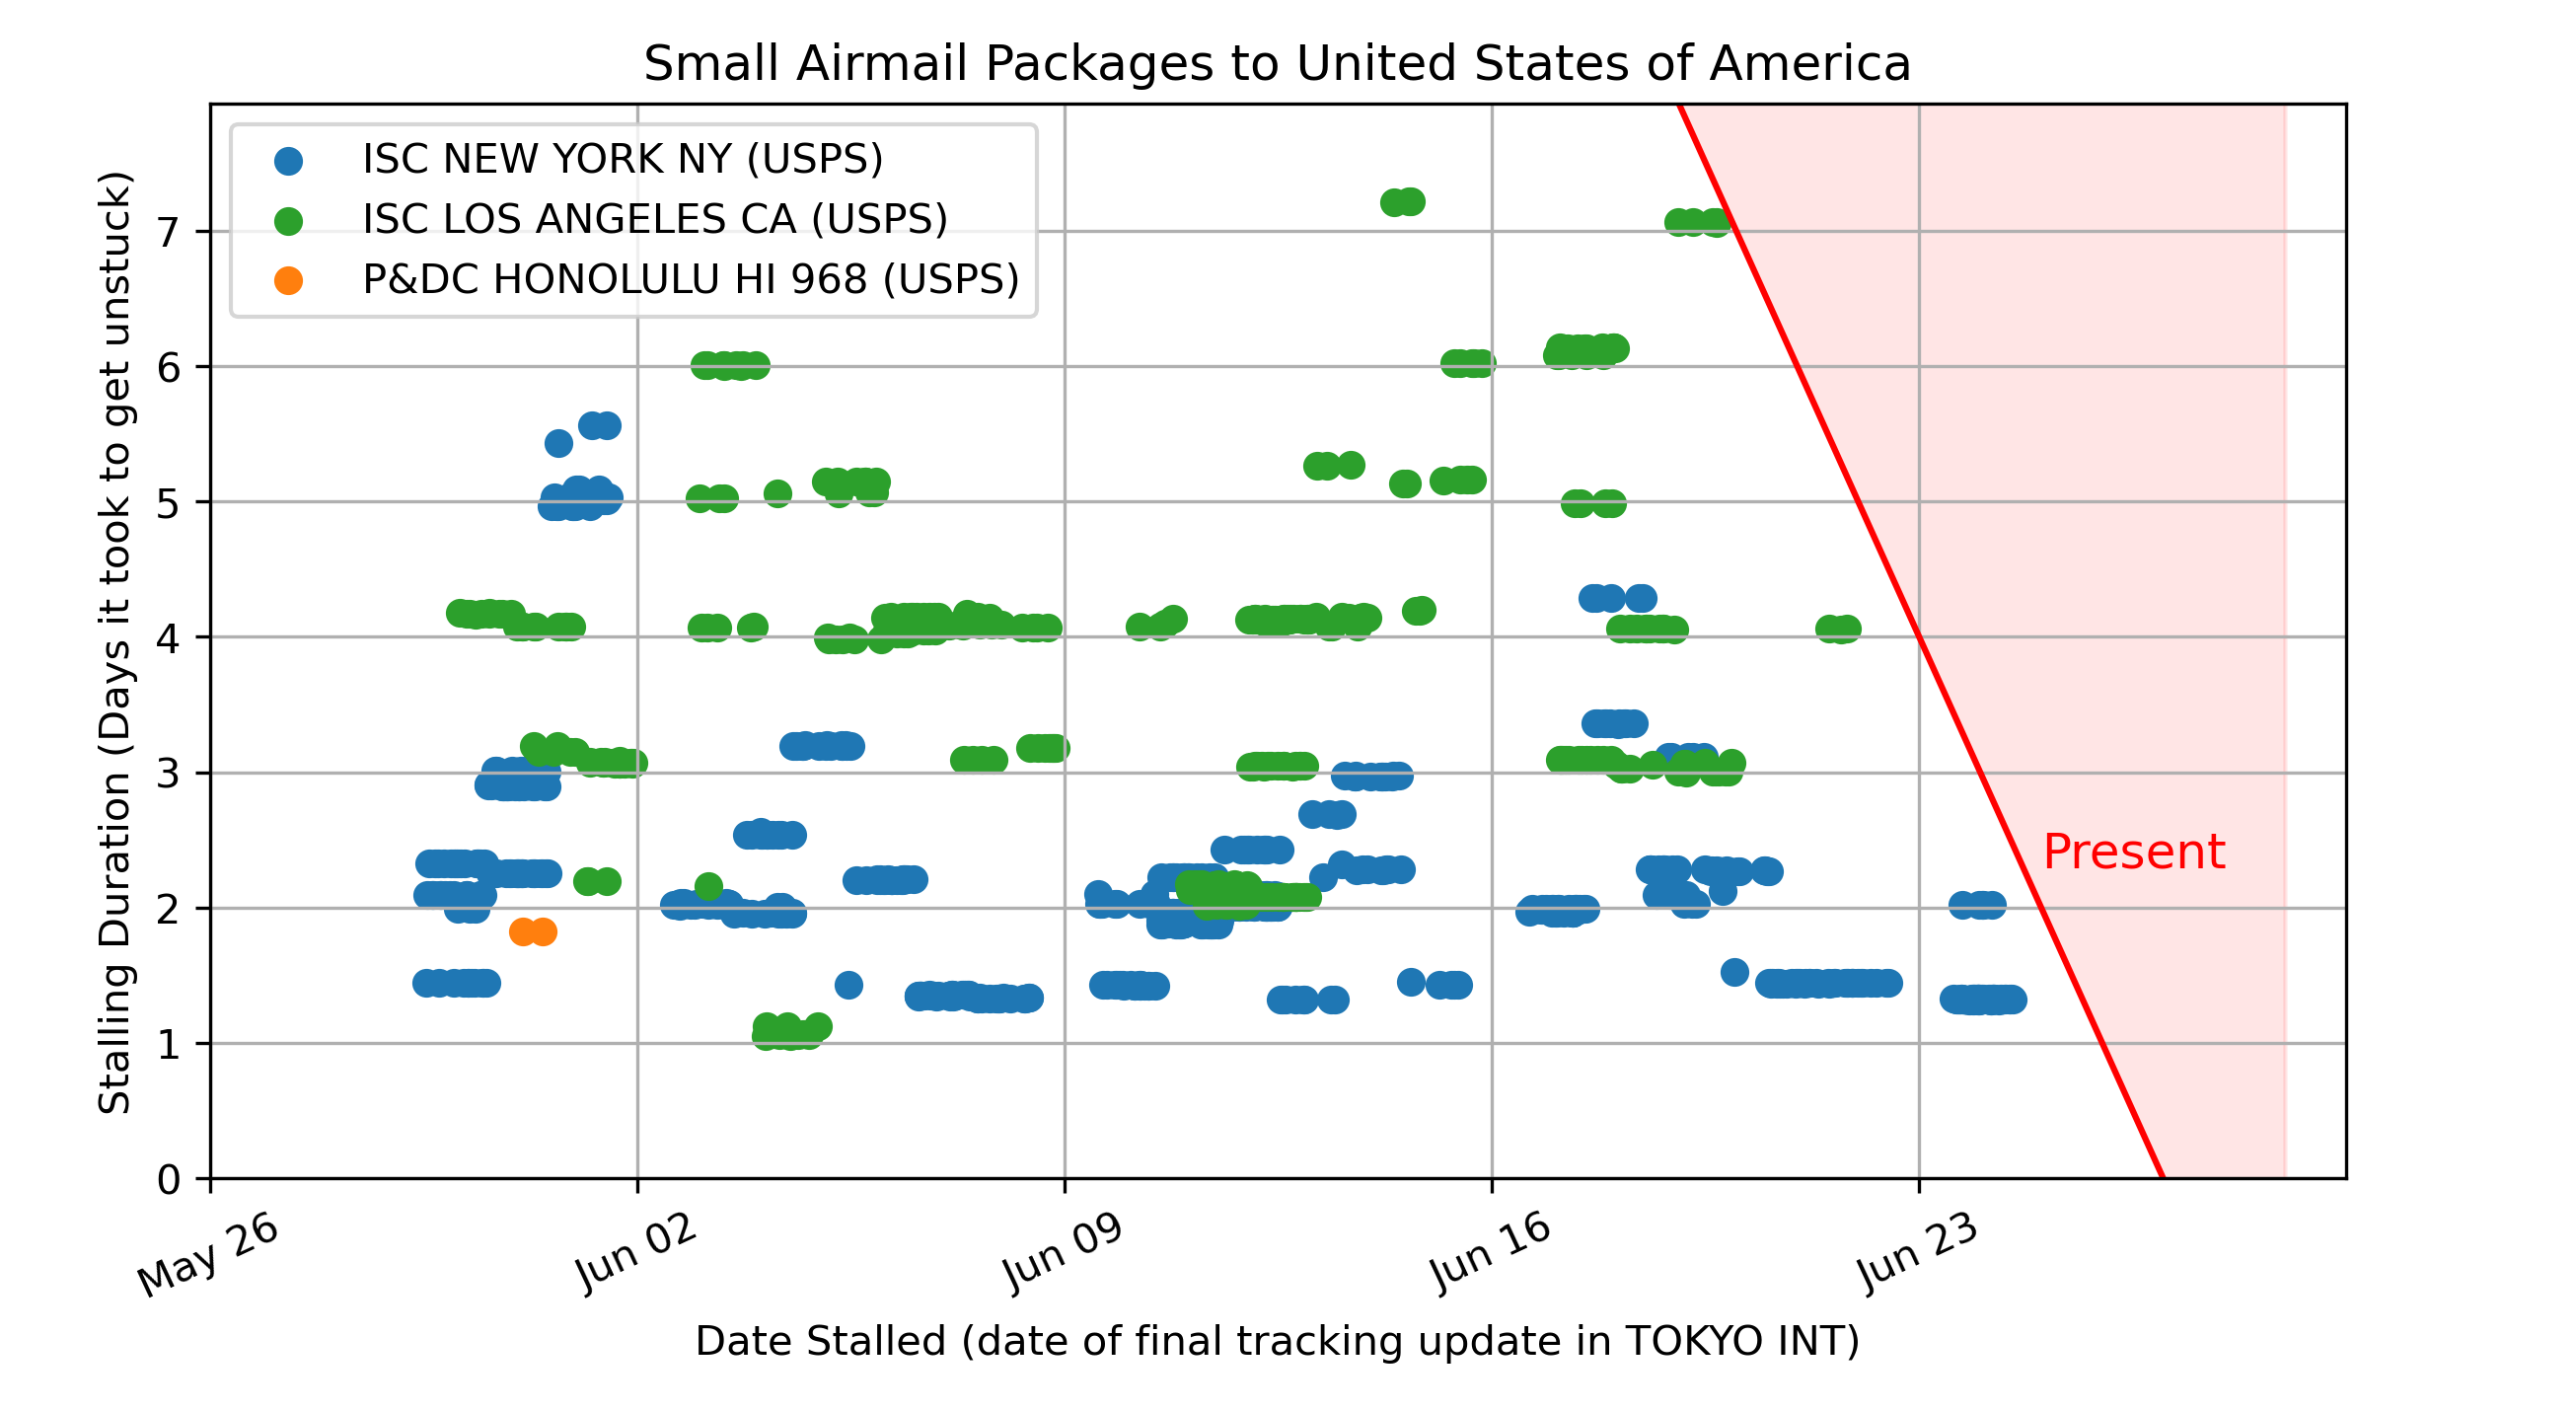 Small Airmail Packages to United States of America
ISC NEW YORK NY (USPS)
ISC LOS ANGELES CA (USPS)
P&DC HONOLULU HI 968 (USPS)
Stalling Duration (Days it took to get unstuck)
7
6
5
4
3
2
1
0
Present
May 26
Jun 02
Jun 09
Jun 16
Jun 23
Date Stalled (date of final tracking update in TOKYO INT)